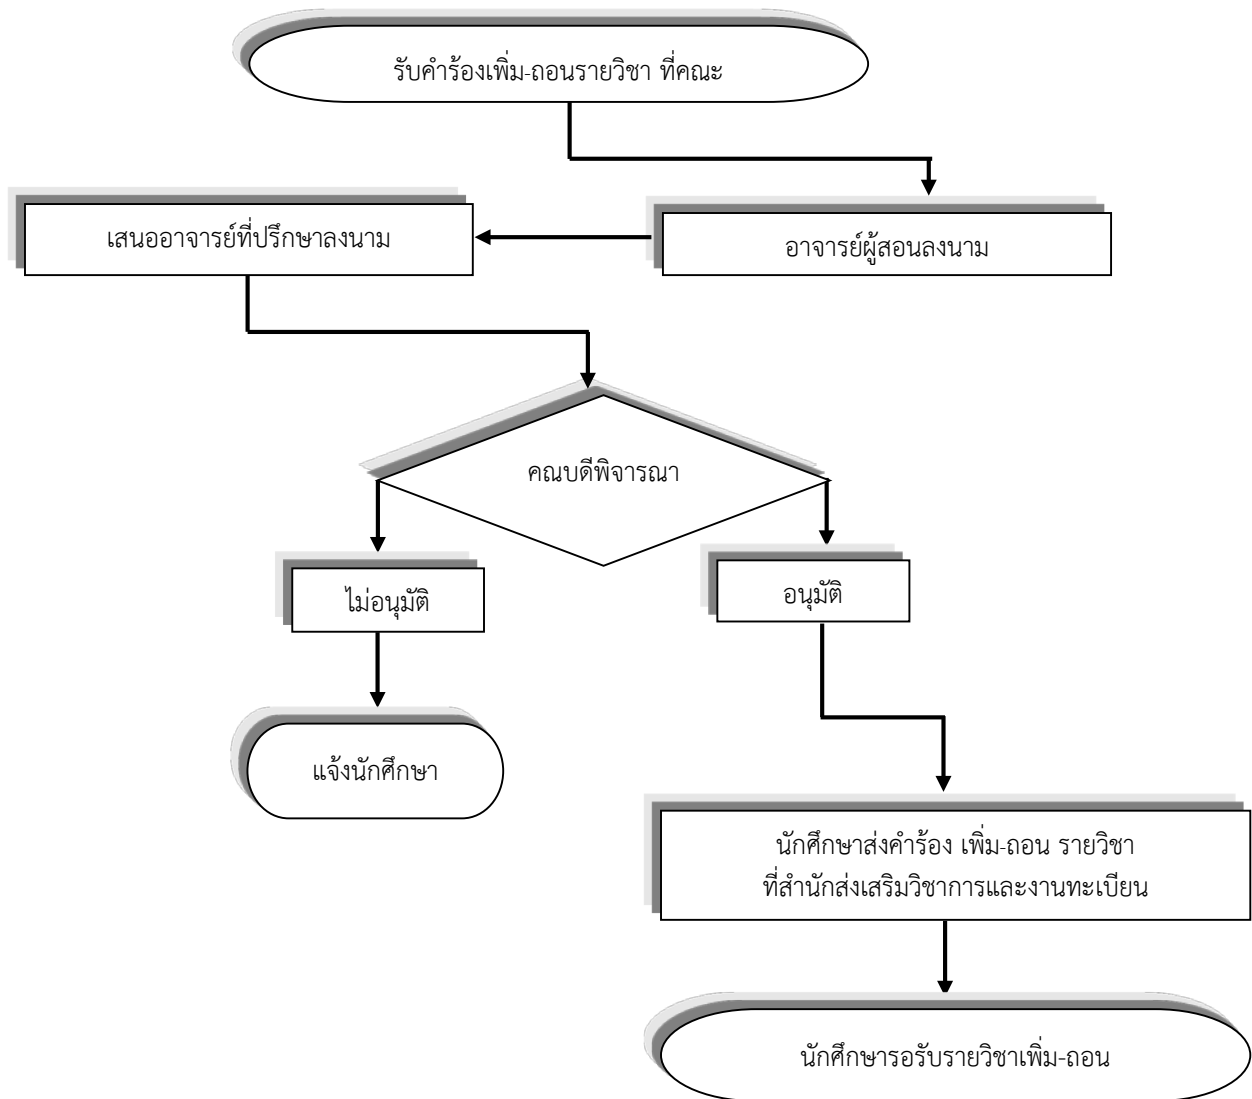 รับคำร้องเพิ่ม-ถอนรายวิชา ที่คณะ
อาจารย์ผู้สอนลงนาม
เสนออาจารย์ที่ปรึกษาลงนาม
คณบดีพิจารณา
ไม่อนุมัติ
อนุมัติ
แจ้งนักศึกษา
นักศึกษาส่งคำร้อง เพิ่ม-ถอน รายวิชา
ที่สำนักส่งเสริมวิชาการและงานทะเบียน
นักศึกษารอรับรายวิชาเพิ่ม-ถอน